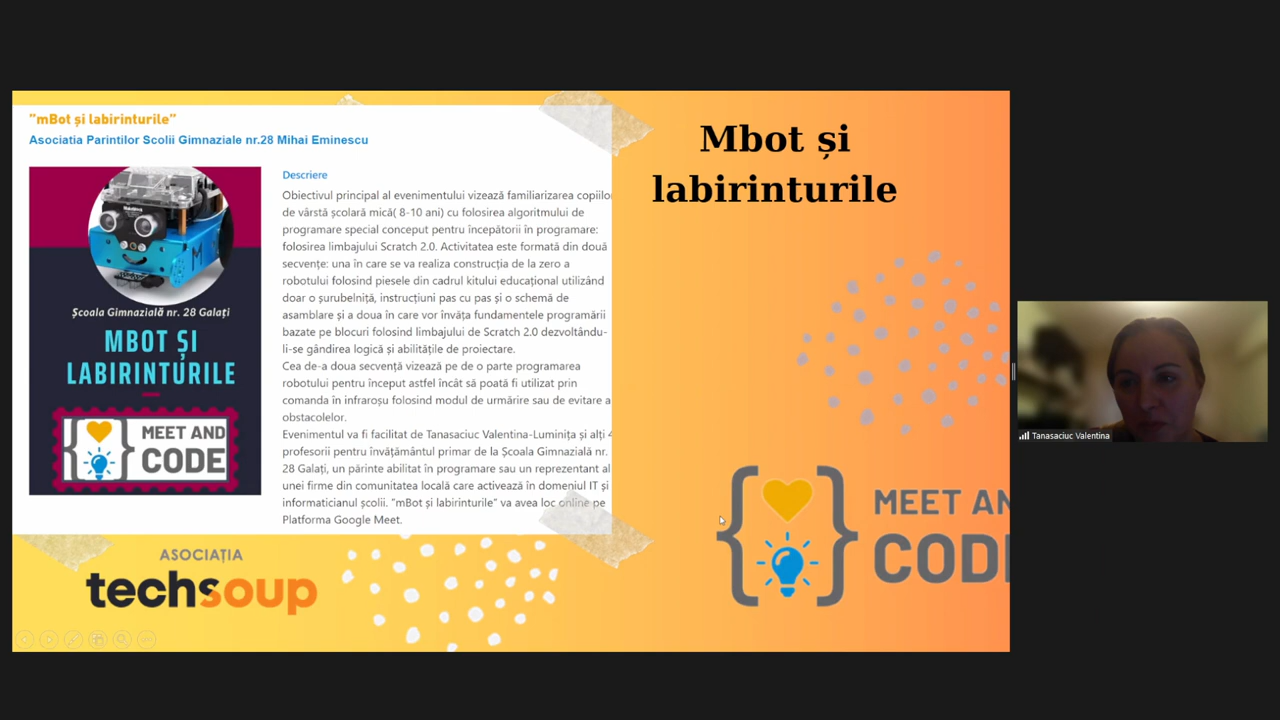 "mBot și labirinturile"
Asociatia Parintilor Scolii Gimnaziale nr.28 Mihai Eminescu
Descriere
Obiectivul principal al evenimentului vizează familiarizarea copiilor
de vârstă școlară mică( 8-10 ani) cu folosirea algoritmului de
programare special conceput pentru începătorii în programare:
folosirea limbajului Scratch 2.0. Activitatea este formată din două
secvențe: una în care se va realiza construcția de la zero a
robotului folosind piesele din cadrul kitului educațional utilizând
doar o șurubelniță, instrucțiuni pas cu pas și o schemă de
asamblare și a doua în care vor învăța fundamentele programării
bazate pe blocuri folosind limbajului de Scratch 2.0 dezvoltându-
li-se gândirea logică și abilitățile de proiectare.
Cea de-a doua secvență vizează pe de o parte programarea
robotului pentru început astfel încât să poată fi utilizat prin
comanda în infraroșu folosind modul de urmărire sau de evitare a
obstacolelor.
Evenimentul va fi facilitat de Tanasaciuc Valentina-Luminița și alți 4
profesorii pentru învățământul primar de la Școala Gimnazială nr.
28 Galați, un părinte abilitat în programare sau un reprezentant al
unei firme din comunitatea locală care activează în domeniul IT și
informaticianul școlii. "mBot și labirinturile" va avea loc online pe
Platforma Google Meet.
Școala Gimnazială nr. 28 Galați
MBOT ȘI
LABIRINTURILE
MEET AND
CODE
Mbot și
labirinturile
MEET AN
COD
ASOCIAȚIA
techsoup
Tanasaciuc Valentina